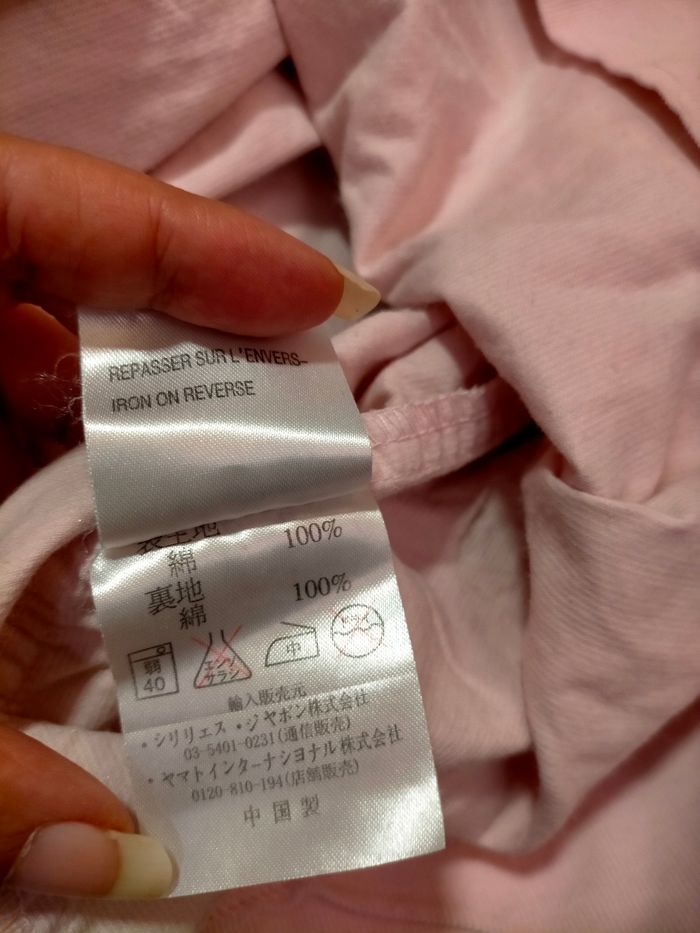 REPASSER SUR L'ENVERS-
IRON ON REVERSE
表生地
綿 100%
裏地
綿 100%
弱
40
エンソ
サラシ
中
ドライ
輸入販売元
・シリリエス・ジャポン株式会社
03-5401-0231(通信販売)
・ヤマトインターナショナル株式会社
0120-810-194(店舗販売)
中国製